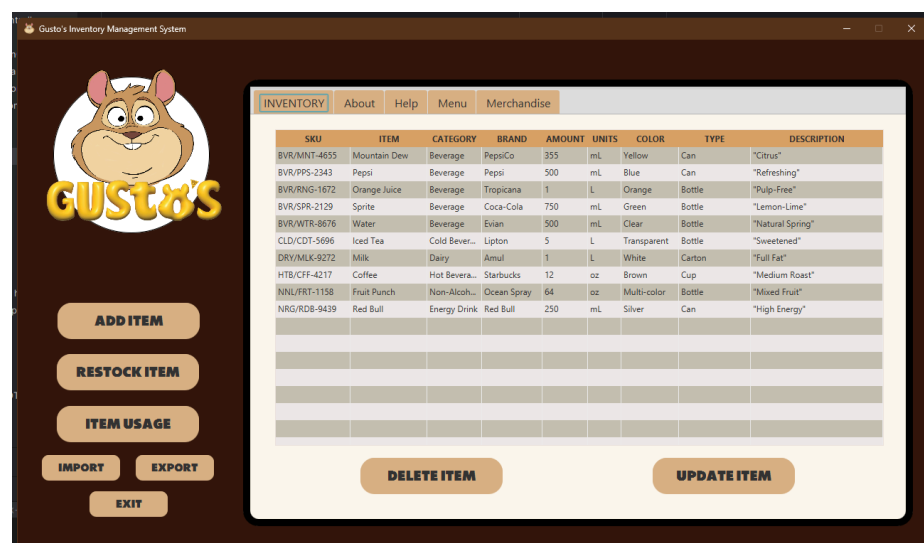 Gusto's Inventory Management System
GUSTO'S
INVENTORY About Help Menu Merchandise
SKU ITEM CATEGORY BRAND AMOUNT UNITS COLOR TYPE DESCRIPTION
BVR/MNT-4655 Mountain Dew Beverage PepsiCo 355 mL Yellow Can "Citrus"
BVR/PPS-2343 Pepsi Beverage Pepsi 500 mL Blue Can "Refreshing"
BVR/RNG-1672 Orange Juice Beverage Tropicana 1 L Orange Bottle "Pulp-Free"
BVR/SPR-2129 Sprite Beverage Coca-Cola 750 mL Green Bottle "Lemon-Lime"
BVR/WTR-8676 Water Beverage Evian 500 mL Clear Bottle "Natural Spring"
CLD/CDT-5696 Iced Tea Cold Bever... Lipton 5 L Transparent Bottle "Sweetened"
DRY/MLK-9272 Milk Dairy Amul 1 L White Carton "Full Fat"
HTB/CFF-4217 Coffee Hot Bevera... Starbucks 12 oz Brown Cup "Medium Roast"
NNL/FRT-1158 Fruit Punch Non-Alcoh... Ocean Spray 64 oz Multi-color Bottle "Mixed Fruit"
NRG/RDB-9439 Red Bull Energy Drink Red Bull 250 mL Silver Can "High Energy"
ADD ITEM
RESTOCK ITEM
ITEM USAGE
IMPORT EXPORT
EXIT
DELETE ITEM UPDATE ITEM